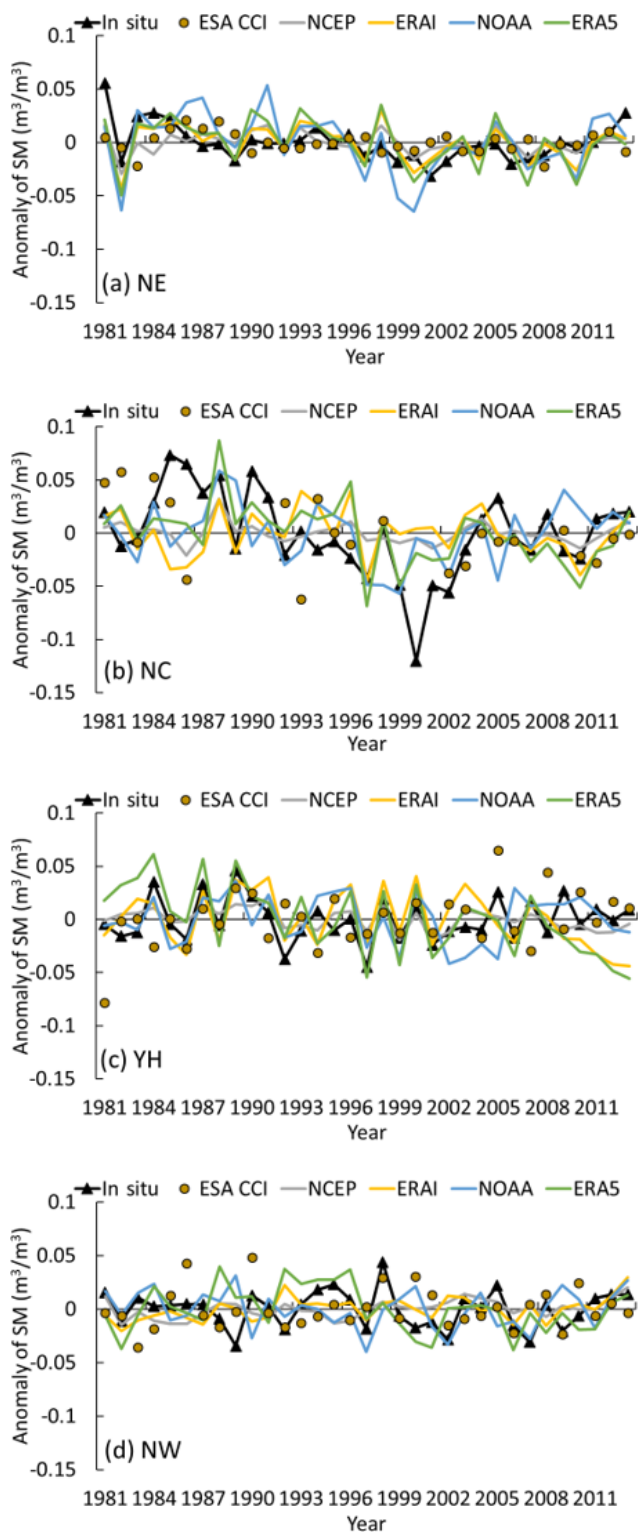 In situ ESA CCI NCEP ERAI NOAA ERA5
0.1
0.05
0
-0.05
-0.1
-0.15
Anomaly of SM (m³/m³)
(a) NE
1981 1984 1987 1990 1993 1996 1999 2002 2005 2008 2011
Year
In situ ESA CCI NCEP ERAI NOAA ERA5
0.1
0.05
0
-0.05
-0.1
-0.15
Anomaly of SM (m³/m³)
(b) NC
1981 1984 1987 1990 1993 1996 1999 2002 2005 2008 2011
Year
In situ ESA CCI NCEP ERAI NOAA ERA5
0.1
0.05
0
-0.05
-0.1
-0.15
Anomaly of SM (m³/m³)
(c) YH
1981 1984 1987 1990 1993 1996 1999 2002 2005 2008 2011
Year
In situ ESA CCI NCEP ERAI NOAA ERA5
0.1
0.05
0
-0.05
-0.1
-0.15
Anomaly of SM (m³/m³)
(d) NW
1981 1984 1987 1990 1993 1996 1999 2002 2005 2008 2011
Year